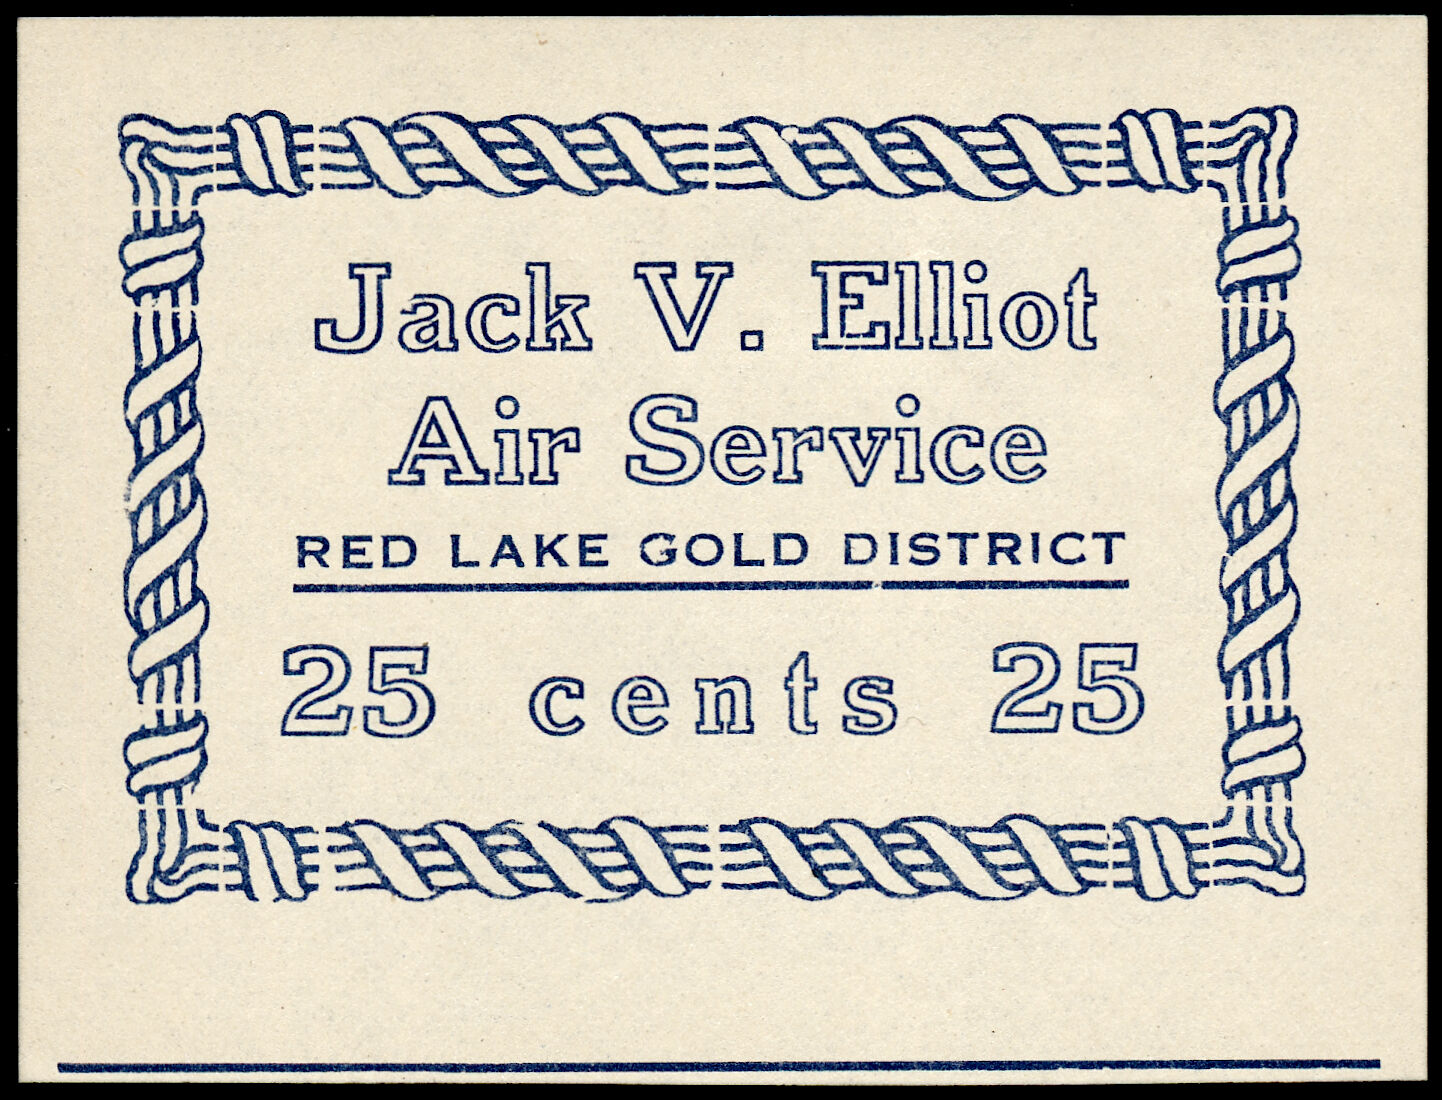 Jack V. Elliot
Air Service
RED LAKE GOLD DISTRICT
25 cents 25